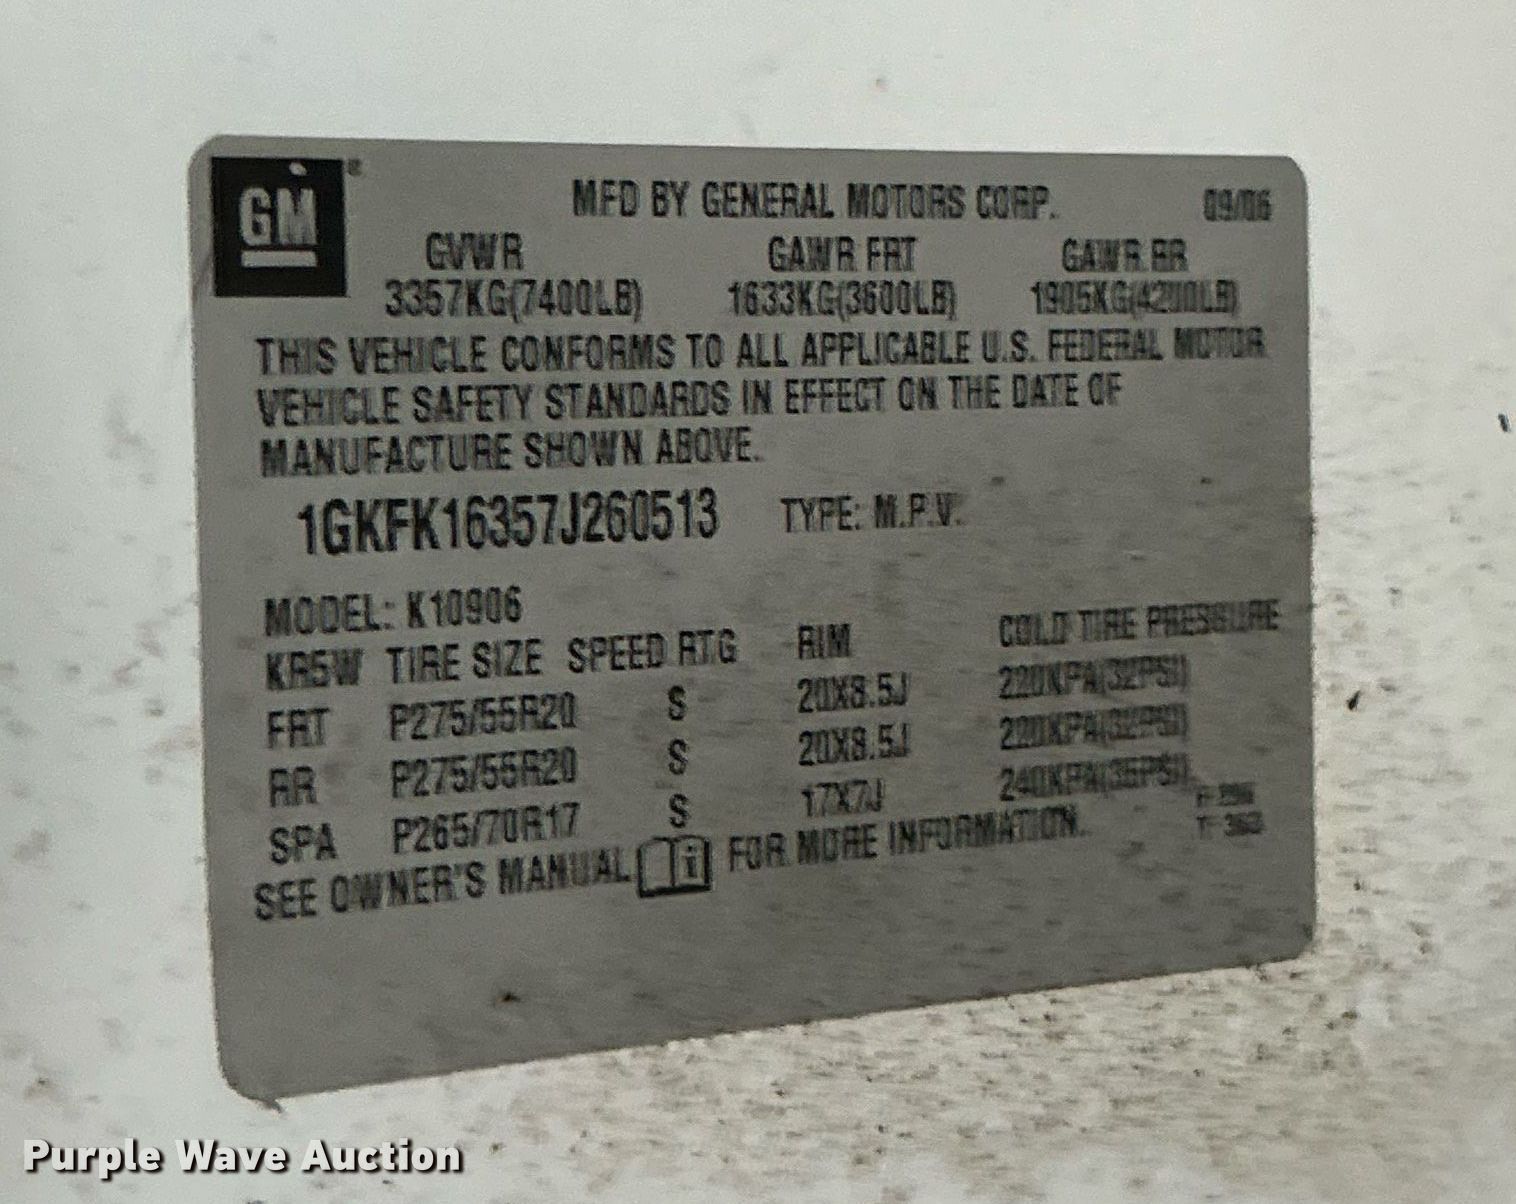 GM ® MFD BY GENERAL MOTORS CORP. 09/06
GVWR GAWR FRT GAWR RR
3357KG(7400LB) 1633KG(3600LB) 1905KG(4200LB)
THIS VEHICLE CONFORMS TO ALL APPLICABLE U.S. FEDERAL MOTOR
VEHICLE SAFETY STANDARDS IN EFFECT ON THE DATE OF
MANUFACTURE SHOWN ABOVE.
1GKFK16357J260513 TYPE: M.P.V.
MODEL: K10906
KR5W TIRE SIZE SPEED RTG RIM COLD TIRE PRESSURE
FRT P275/55R20 S 20X8.5J 220KPA(32PSI)
RR P275/55R20 S 20X8.5J 220KPA(32PSI)
SPA P265/70R17 S 17X7J 240KPA(35PSI)
SEE OWNER'S MANUAL i FOR MORE INFORMATION.
Purple Wave Auction